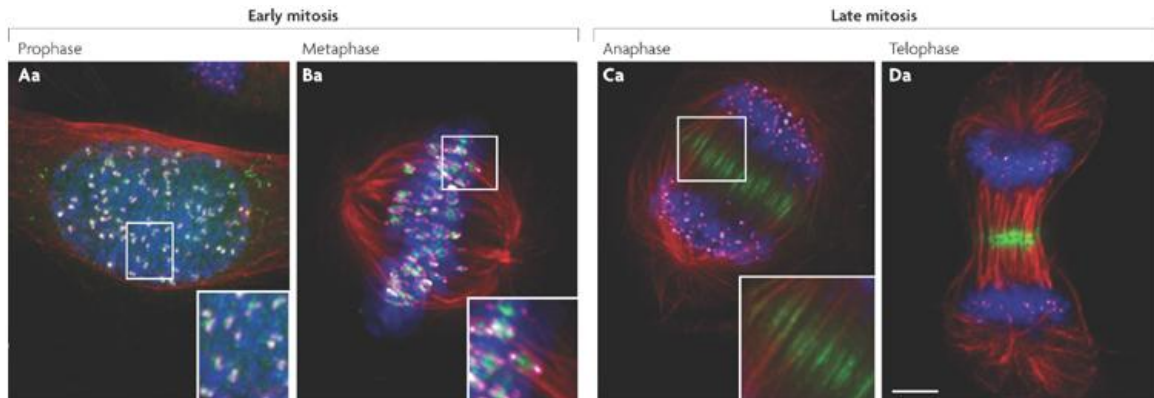 Early mitosis
Late mitosis
Prophase
Metaphase
Anaphase
Telophase
Aa
Ba
Ca
Da